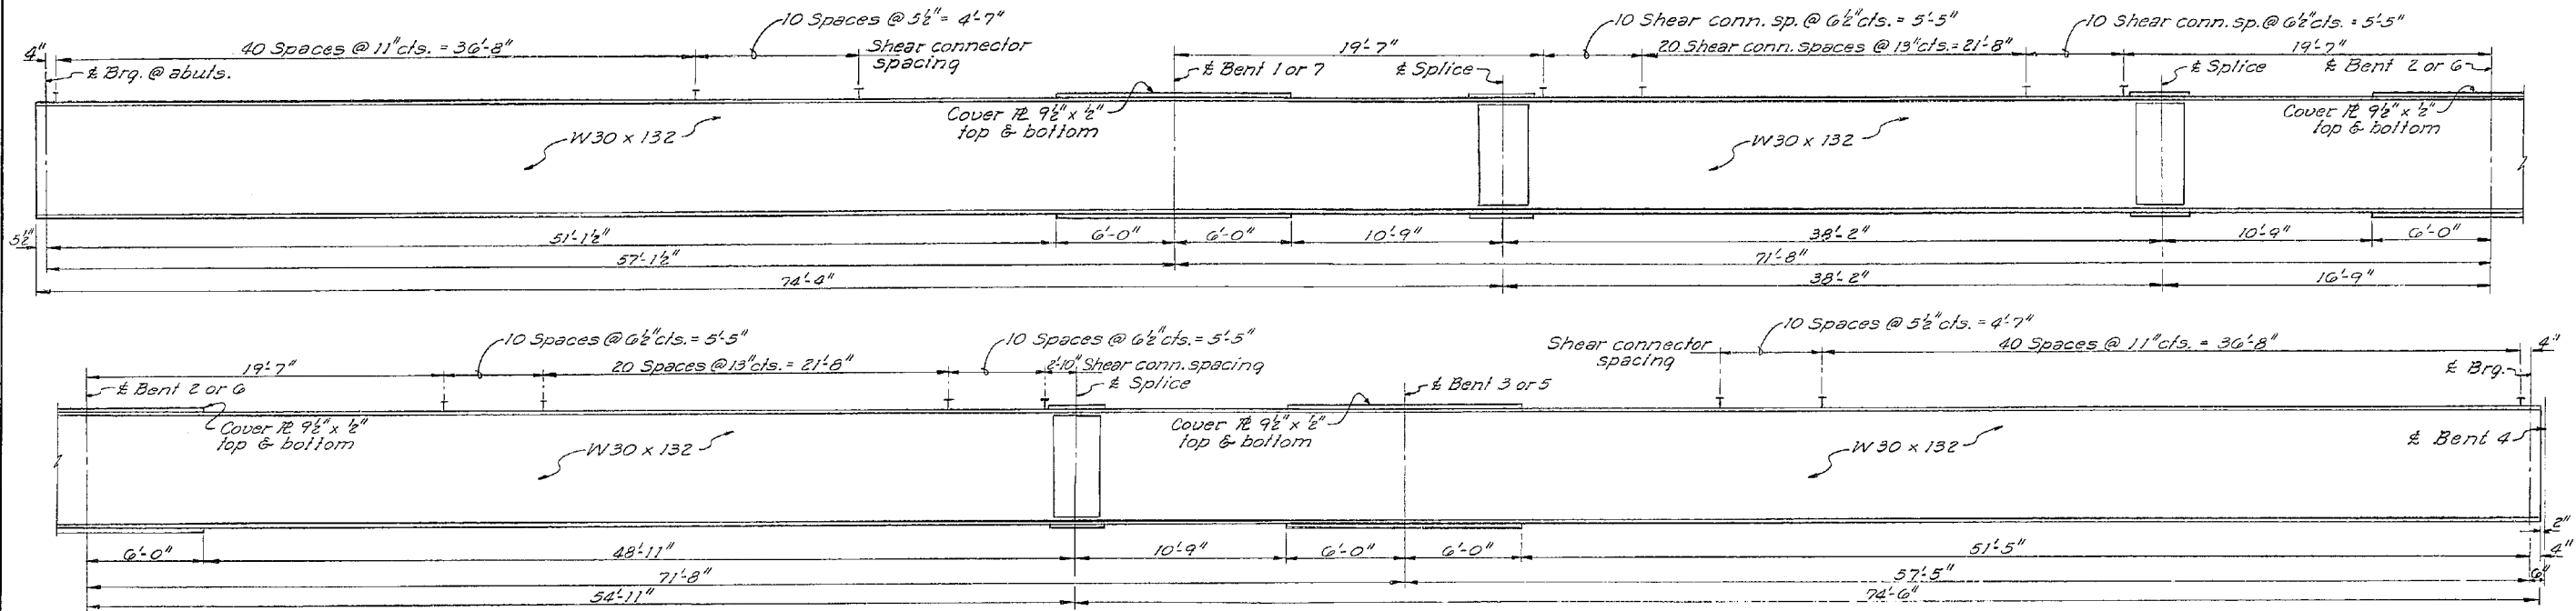 10 Spaces @ 5½" = 4'-7"
10 Shear conn. sp. @ 6½" cts. = 5'-5"
10 Shear conn. sp. @ 6½" cts. = 5'-5"
4"
40 Spaces @ 11" cts. = 36'-8"
Shear connector
spacing
19'-7"
20 Shear conn. spaces @ 13" cts. = 21'-8"
19'-7"
℄ Brg. @ abuts.
℄ Bent 1 or 7
℄ Splice
℄ Splice
℄ Bent 2 or 6
Cover ℞ 9½" x ½"
top & bottom
Cover ℞ 9½" x ½"
top & bottom
W30 x 132
W30 x 132
5½"
51'-1½"
6'-0"
6'-0"
10'-9"
38'-2"
10'-9"
6'-0"
57'-1½"
71'-8"
74'-4"
38'-2"
16'-9"
10 Spaces @ 6½" cts. = 5'-5"
10 Spaces @ 6½" cts. = 5'-5"
10 Spaces @ 5½" cts. = 4'-7"
19'-7"
20 Spaces @ 13" cts. = 21'-8"
2'-10" Shear conn. spacing
Shear connector
spacing
40 Spaces @ 11" cts. = 36'-8"
4"
℄ Bent 2 or 6
℄ Splice
℄ Bent 3 or 5
℄ Brg.
Cover ℞ 9½" x ½"
top & bottom
Cover ℞ 9½" x ½"
top & bottom
W30 x 132
W30 x 132
℄ Bent 4
2"
6'-0"
48'-11"
10'-9"
6'-0"
6'-0"
51'-5"
4"
71'-8"
57'-5"
6"
54'-11"
74'-6"